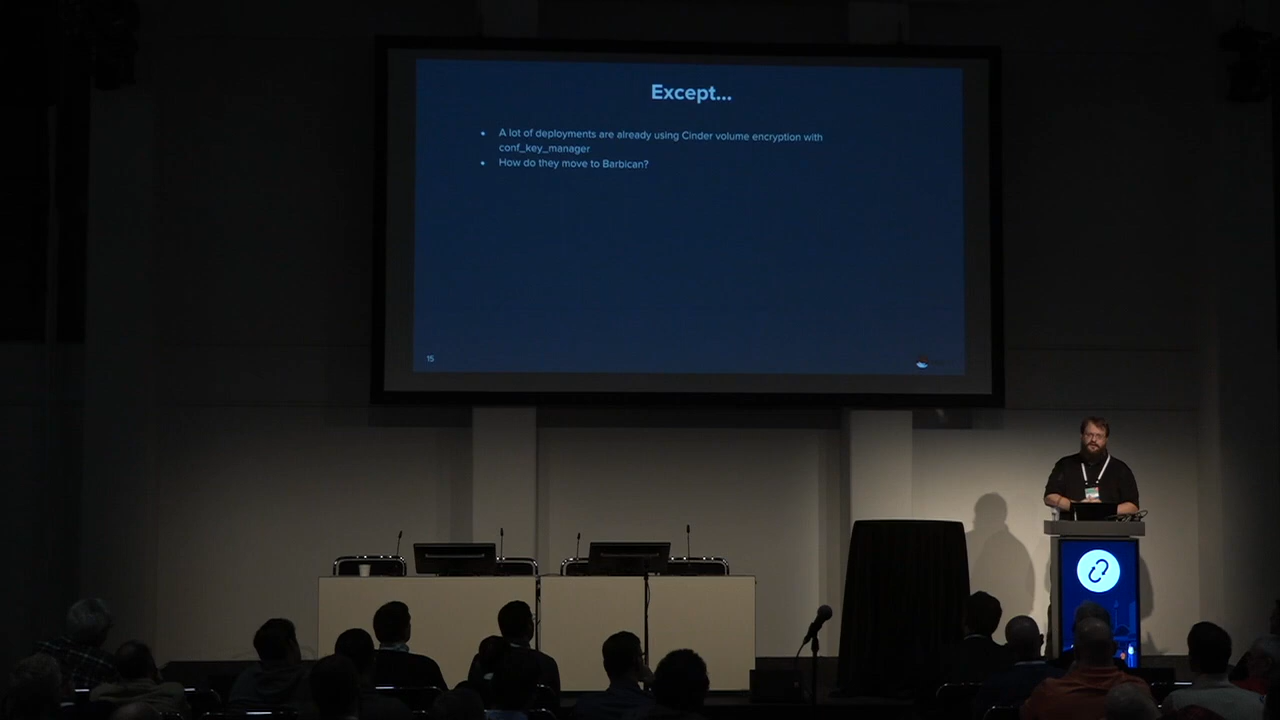 Except...
• A lot of deployments are already using Cinder volume encryption with
conf_key_manager
• How do they move to Barbican?
15